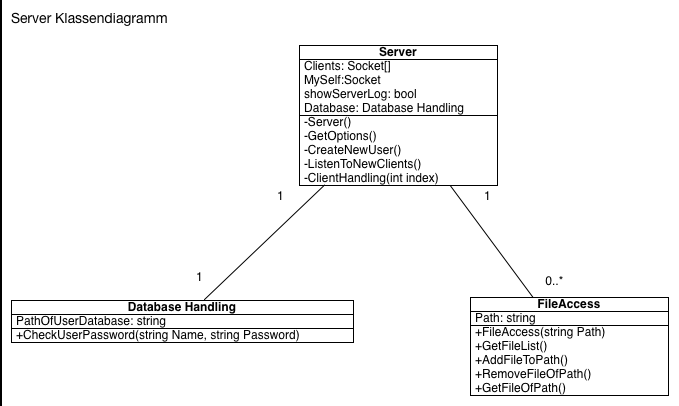 Server Klassendiagramm
Server
Clients: Socket[]
MySelf:Socket
showServerLog: bool
Database: Database Handling
-Server()
-GetOptions()
-CreateNewUser()
-ListenToNewClients()
-ClientHandling(int index)
1
1
1
0..*
Database Handling
PathOfUserDatabase: string
+CheckUserPassword(string Name, string Password)
FileAccess
Path: string
+FileAccess(string Path)
+GetFileList()
+AddFileToPath()
+RemoveFileOfPath()
+GetFileOfPath()